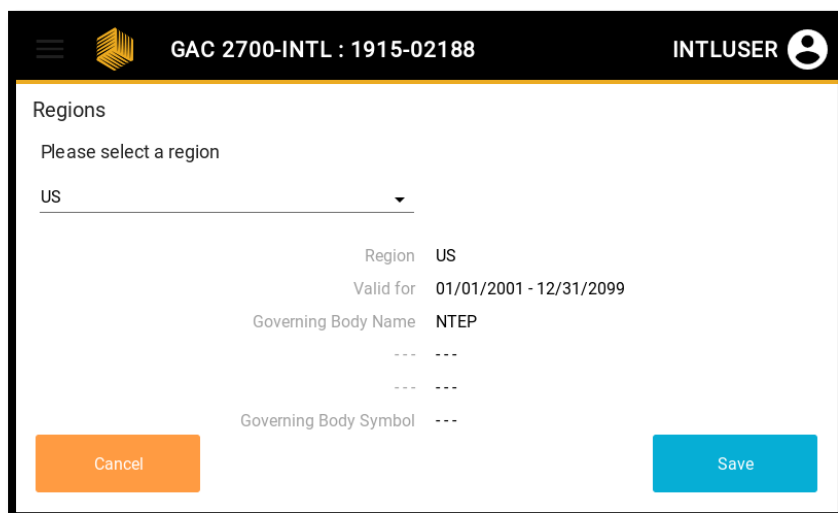 GAC 2700-INTL : 1915-02188 INTLUSER
Regions
Please select a region
US
Region US
Valid for 01/01/2001 - 12/31/2099
Governing Body Name NTEP
--- ---
--- ---
Governing Body Symbol ---
Cancel Save